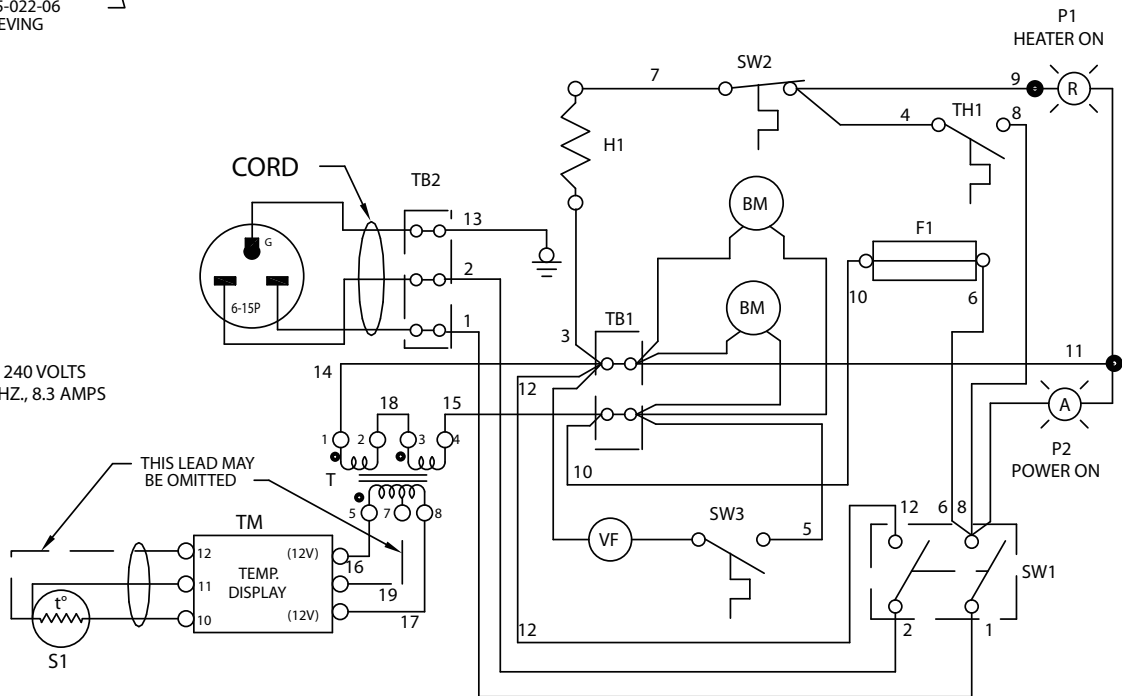 5-022-06
EVING
P1
HEATER ON
SW2
7
9
R
TH1
4
8
H1
CORD
TB2
BM
13
G
F1
2
10
6
6-15P
BM
1
TB1
3
11
240 VOLTS
HZ., 8.3 AMPS
14
12
18
15
A
1
2
3
4
P2
POWER ON
THIS LEAD MAY
BE OMITTED
T
10
5
7
8
12
6
8
TM
SW3
5
VF
12
(12V)
16
TEMP.
DISPLAY
11
19
SW1
t°
10
(12V)
17
12
2
1
S1